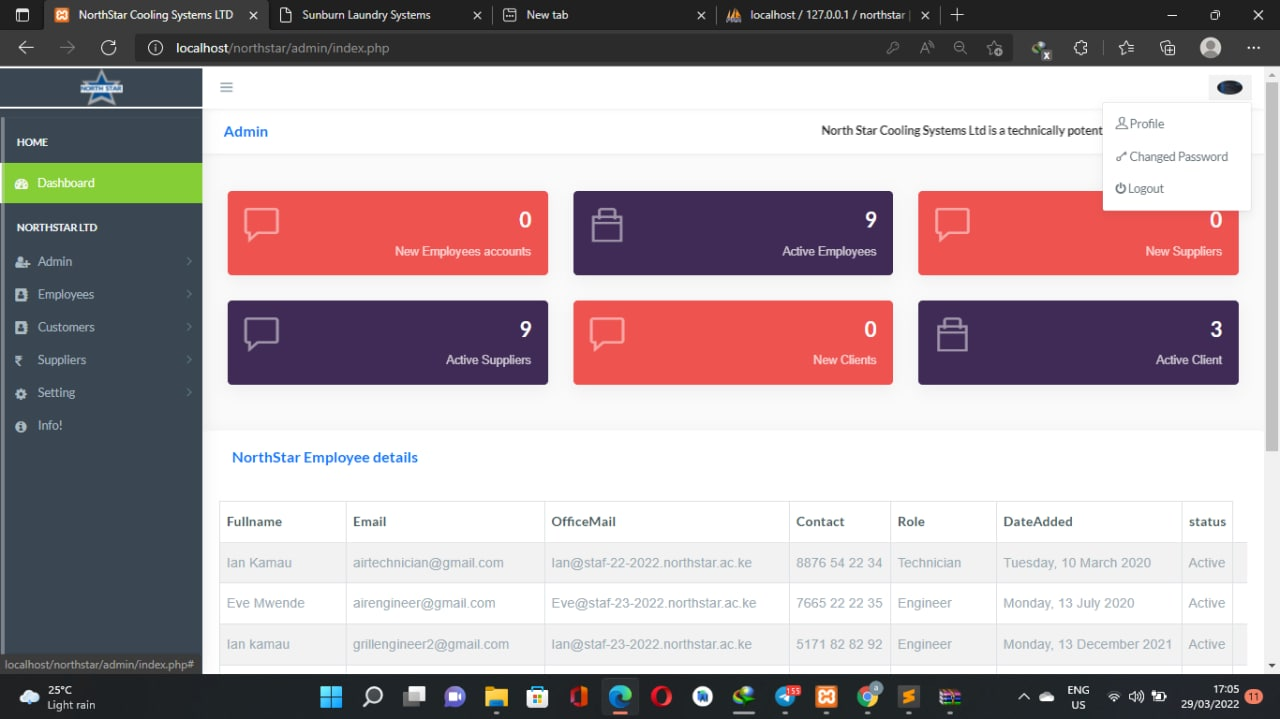 NorthStar Cooling Systems LTD
Sunburn Laundry Systems
New tab
localhost / 127.0.0.1 / northstar
localhost/northstar/admin/index.php
NORTH STAR
Admin
North Star Cooling Systems Ltd is a technically potent
Profile
Changed Password
Logout
HOME
Dashboard
NORTHSTAR LTD
Admin
Employees
Customers
Suppliers
Setting
Info!
0
New Employees accounts
9
Active Employees
0
New Suppliers
9
Active Suppliers
0
New Clients
3
Active Client
NorthStar Employee details
Fullname Email OfficeMail Contact Role DateAdded status
Ian Kamau airtechnician@gmail.com Ian@staf-22-2022.northstar.ac.ke 8876 54 22 34 Technician Tuesday, 10 March 2020 Active
Eve Mwende airengineer@gmail.com Eve@staf-23-2022.northstar.ac.ke 7665 22 22 35 Engineer Monday, 13 July 2020 Active
Ian kamau grillengineer2@gmail.com Ian@staf-23-2022.northstar.ac.ke 5171 82 82 92 Engineer Monday, 13 December 2021 Active
localhost/northstar/admin/index.php#
25°C
Light rain
155
a
ENG
US
17:05
29/03/2022
11